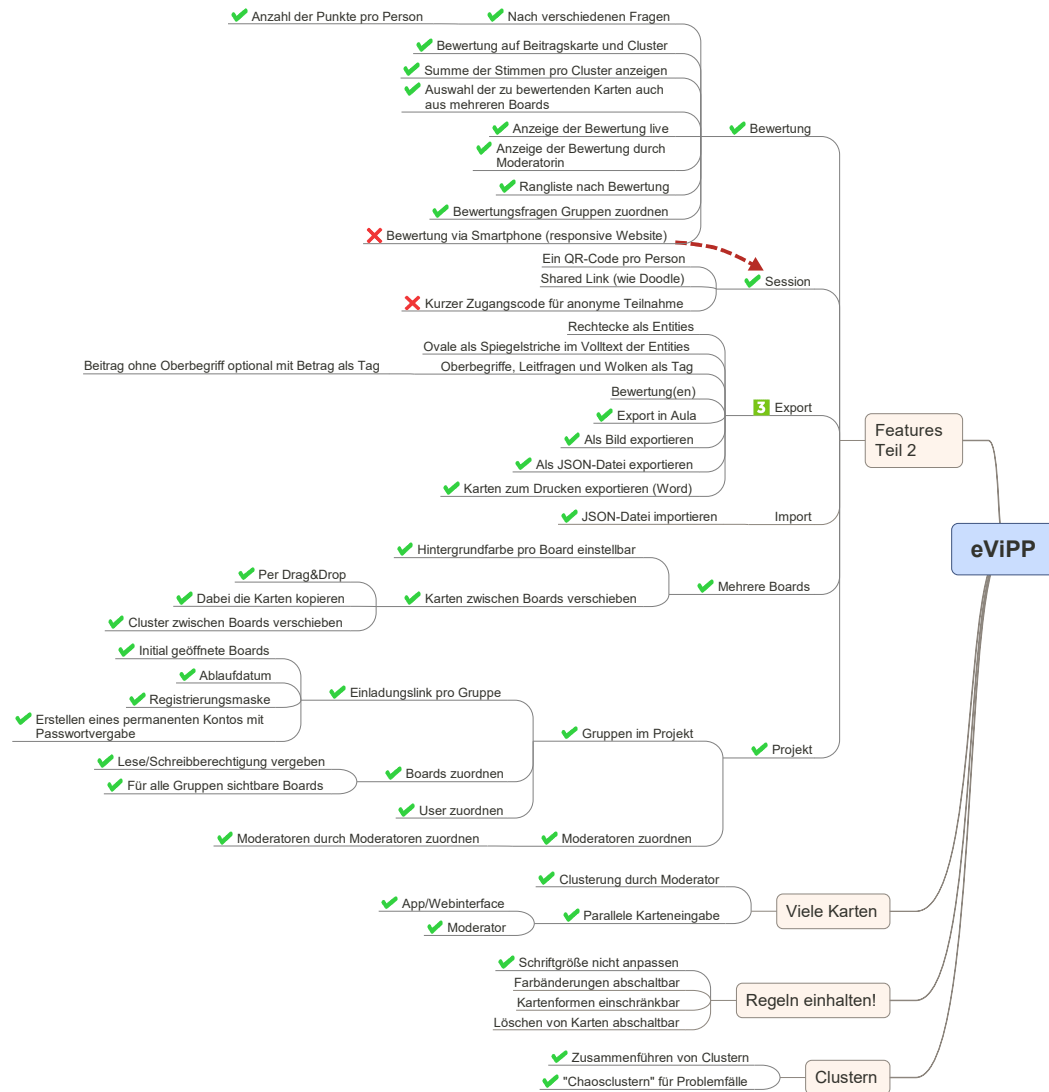 Anzahl der Punkte pro Person
Nach verschiedenen Fragen
Bewertung auf Beitragskarte und Cluster
Summe der Stimmen pro Cluster anzeigen
Auswahl der zu bewertenden Karten auch
aus mehreren Boards
Anzeige der Bewertung live
Bewertung
Anzeige der Bewertung durch
Moderatorin
Rangliste nach Bewertung
Bewertungsfragen Gruppen zuordnen
Bewertung via Smartphone (responsive Website)
Ein QR-Code pro Person
Shared Link (wie Doodle)
Session
Kurzer Zugangscode für anonyme Teilnahme
Rechtecke als Entities
Ovale als Spiegelstriche im Volltext der Entities
Beitrag ohne Oberbegriff optional mit Betrag als Tag
Oberbegriffe, Leitfragen und Wolken als Tag
Bewertung(en)
3 Export
Export in Aula
Als Bild exportieren
Als JSON-Datei exportieren
Karten zum Drucken exportieren (Word)
Features
Teil 2
JSON-Datei importieren
Import
eViPP
Hintergrundfarbe pro Board einstellbar
Per Drag&Drop
Mehrere Boards
Dabei die Karten kopieren
Karten zwischen Boards verschieben
Cluster zwischen Boards verschieben
Initial geöffnete Boards
Ablaufdatum
Einladungslink pro Gruppe
Registrierungsmaske
Erstellen eines permanenten Kontos mit
Passwortvergabe
Gruppen im Projekt
Projekt
Lese/Schreibberechtigung vergeben
Boards zuordnen
Für alle Gruppen sichtbare Boards
User zuordnen
Moderatoren durch Moderatoren zuordnen
Moderatoren zuordnen
Clusterung durch Moderator
App/Webinterface
Parallele Karteneingabe
Viele Karten
Moderator
Schriftgröße nicht anpassen
Farbänderungen abschaltbar
Kartenformen einschränkbar
Regeln einhalten!
Löschen von Karten abschaltbar
Zusammenführen von Clustern
Clustern
"Chaosclustern" für Problemfälle